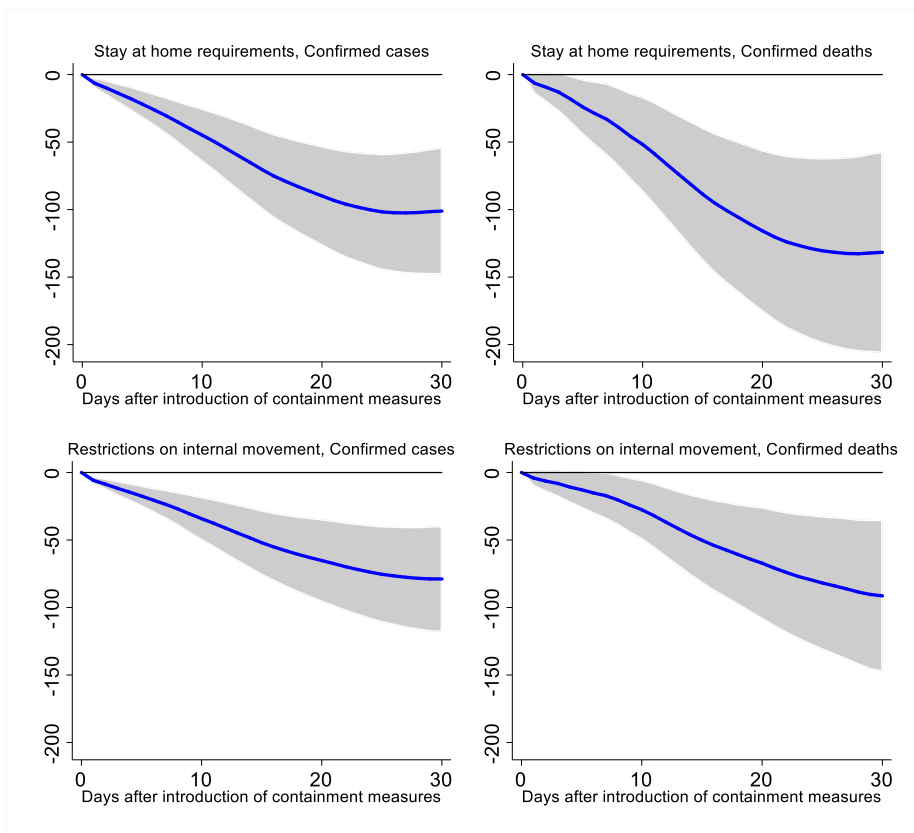 Stay at home requirements, Confirmed cases
0
-50
-100
-150
-200
0 10 20 30
Days after introduction of containment measures
Stay at home requirements, Confirmed deaths
0
-50
-100
-150
-200
0 10 20 30
Days after introduction of containment measures
Restrictions on internal movement, Confirmed cases
0
-50
-100
-150
-200
0 10 20 30
Days after introduction of containment measures
Restrictions on internal movement, Confirmed deaths
0
-50
-100
-150
-200
0 10 20 30
Days after introduction of containment measures